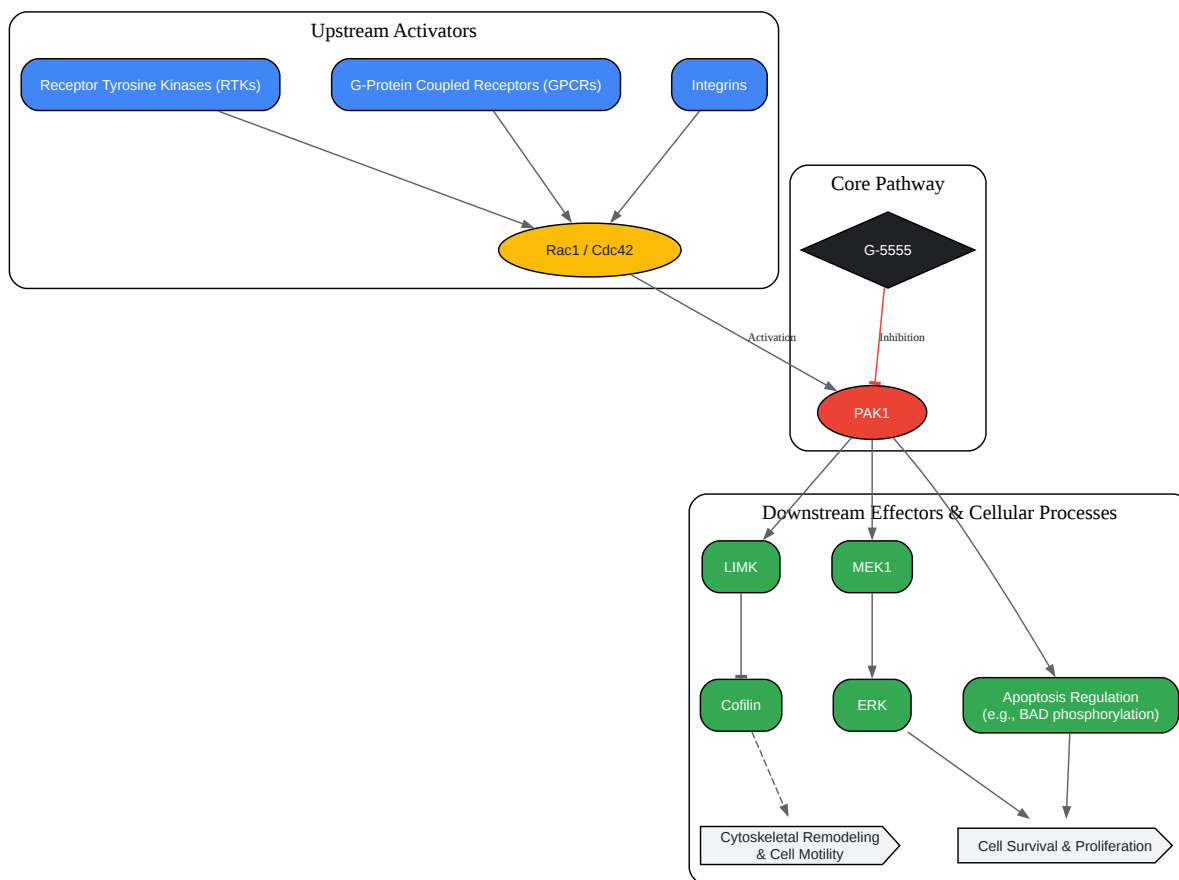 Upstream Activators
Receptor Tyrosine Kinases (RTKs)
G-Protein Coupled Receptors (GPCRs)
Integrins
Rac1 / Cdc42
Core Pathway
G-5555
Activation
Inhibition
PAK1
Downstream Effectors & Cellular Processes
LIMK
MEK1
Cofilin
ERK
Apoptosis Regulation
(e.g., BAD phosphorylation)
Cytoskeletal Remodeling
& Cell Motility
Cell Survival & Proliferation